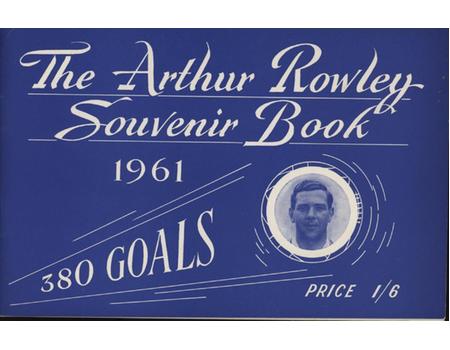 The Arthur Rowley
Souvenir Book
1961
380 GOALS
PRICE 1/6